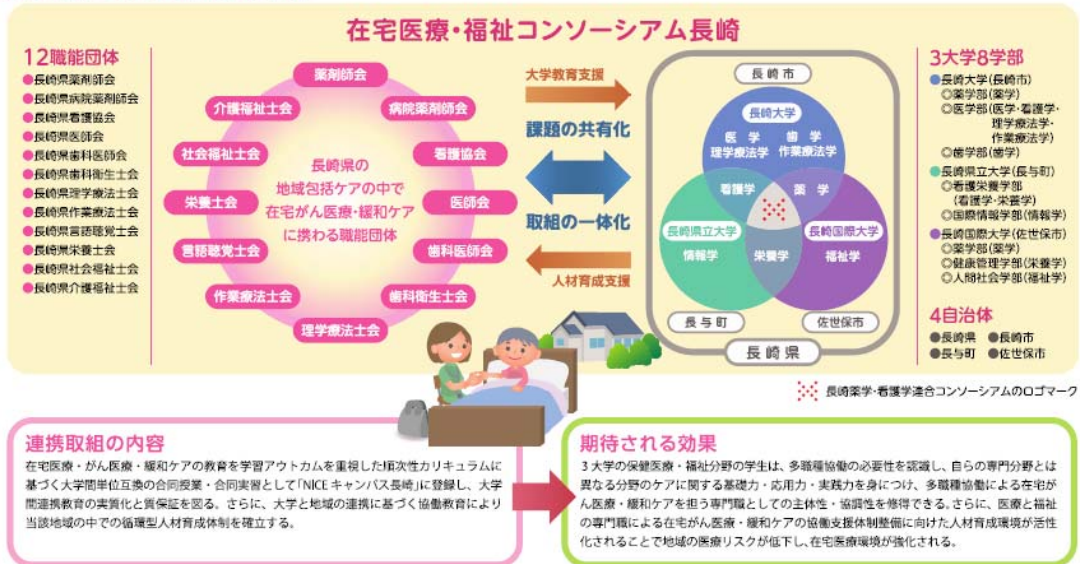 在宅医療・福祉コンソーシアム長崎
12職能団体
●長崎県薬剤師会
●長崎県病院薬剤師会
●長崎県看護協会
●長崎県医師会
●長崎県歯科医師会
●長崎県歯科衛生士会
●長崎県理学療法士会
●長崎県作業療法士会
●長崎県言語聴覚士会
●長崎県栄養士会
●長崎県社会福祉士会
●長崎県介護福祉士会
薬剤師会
病院薬剤師会
看護協会
医師会
歯科医師会
歯科衛生士会
理学療法士会
作業療法士会
言語聴覚士会
栄養士会
社会福祉士会
介護福祉士会
長崎県の
地域包括ケアの中で
在宅がん医療・緩和ケア
に携わる職能団体
大学教育支援
課題の共有化
取組の一体化
人材育成支援
長崎市
長崎大学
医学 歯学
理学療法学 作業療法学
看護学 薬学
長崎県立大学 長崎国際大学
情報学 栄養学 福祉学
長与町 佐世保市
長崎県
3大学8学部
●長崎大学(長崎市)
◎薬学部(薬学)
◎医学部(医学・看護学・
理学療法学・
作業療法学)
◎歯学部(歯学)
●長崎県立大学(長与町)
◎看護栄養学部
(看護学・栄養学)
◎国際情報学部(情報学)
●長崎国際大学(佐世保市)
◎薬学部(薬学)
◎健康管理学部(栄養学)
◎人間社会学部(福祉学)
4自治体
●長崎県 ●長崎市
●長与町 ●佐世保市
長崎薬学・看護学連合コンソーシアムのロゴマーク
連携取組の内容
在宅医療・がん医療・緩和ケアの教育を学習アウトカムを重視した順次性カリキュラムに
基づく大学間単位互換の合同授業・合同実習として「NICEキャンパス長崎」に登録し、大学
間連携教育の実質化と質保証を図る。さらに、大学と地域の連携に基づく協働教育により
当該地域の中での循環型人材育成体制を確立する。
期待される効果
3大学の保健医療・福祉分野の学生は、多職種協働の必要性を認識し、自らの専門分野とは
異なる分野のケアに関する基礎力・応用力・実践力を身につけ、多職種協働による在宅が
ん医療・緩和ケアを担う専門職としての主体性・協調性を修得できる。さらに、医療と福祉
の専門職による在宅がん医療・緩和ケアの協働支援体制整備に向けた人材育成環境が活性
化されることで地域の医療リスクが低下し、在宅医療環境が強化される。